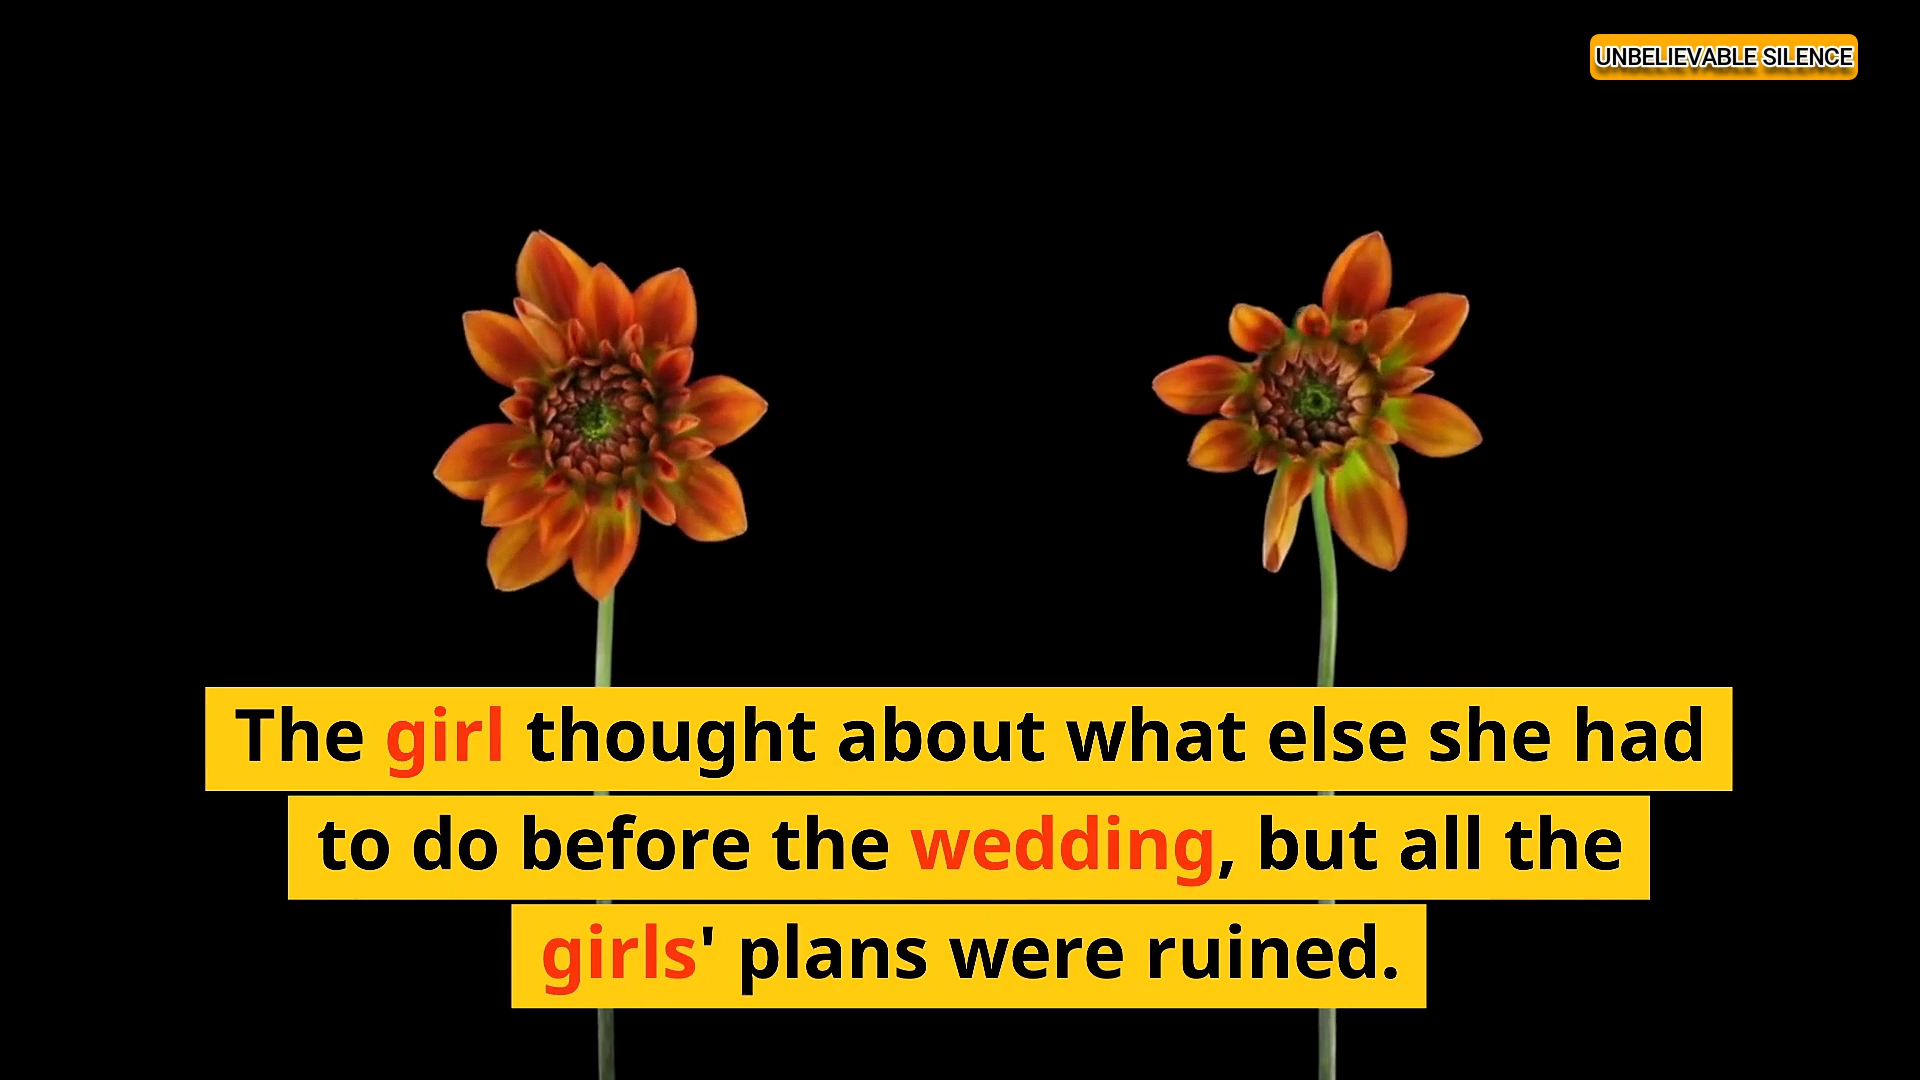 UNBELIEVABLE SILENCE
The girl thought about what else she had
to do before the wedding, but all the
girls' plans were ruined.